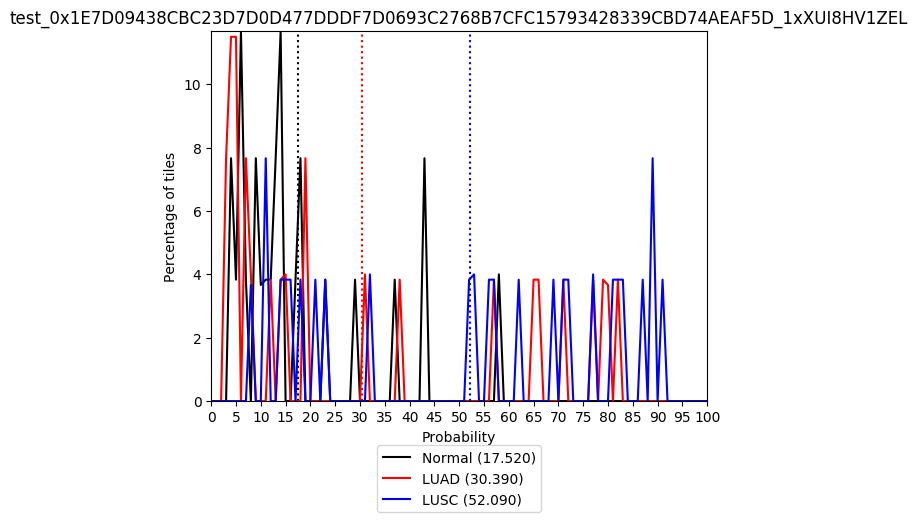 test_0x1E7D09438CBC23D7D0D477DDDF7D0693C2768B7CFC15793428339CBD74AEAF5D_1xXUI8HV1ZEL
10
8
6
4
2
0
Percentage of tiles
0 5 10 15 20 25 30 35 40 45 50 55 60 65 70 75 80 85 90 95 100
Probability
Normal (17.520)
LUAD (30.390)
LUSC (52.090)